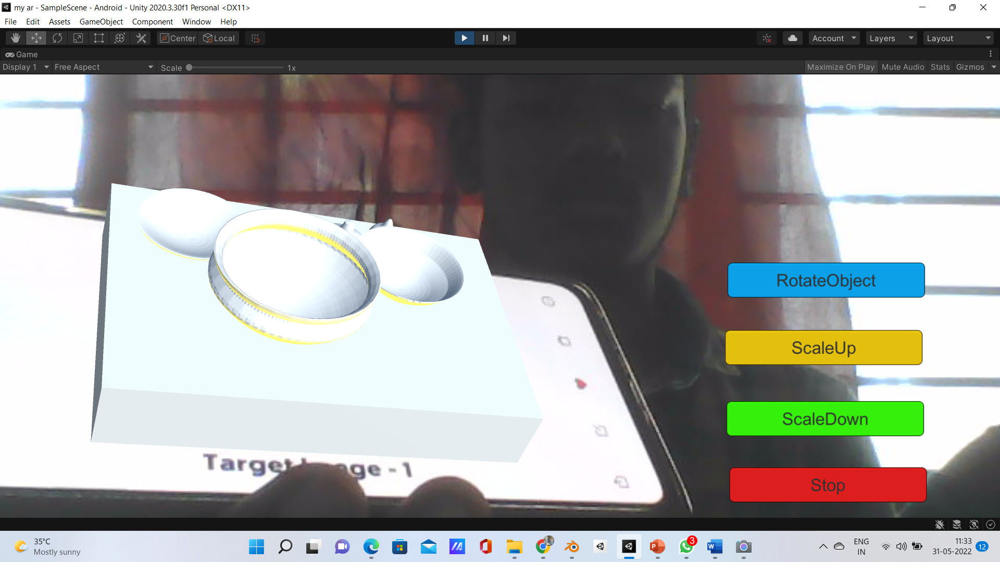 my ar - SampleScene - Android - Unity 2020.3.30f1 Personal <DX11>
File Edit Assets GameObject Component Window Help
Center Local Account Layers Layout
Game
Display 1 Free Aspect Scale 1x Maximize On Play Mute Audio Stats Gizmos
RotateObject
ScaleUp
ScaleDown
Target - 1
Stop
35°C
Mostly sunny
3
ENG
IN
11:33
31-05-2022
12